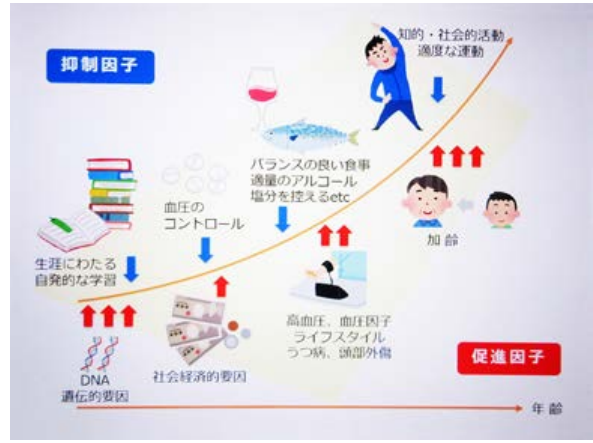 抑制因子
知的・社会的活動
適度な運動
バランスの良い食事
適量のアルコール
塩分を控えるetc
血圧の
コントロール
生涯にわたる
自発的な学習
加齢
高血圧、血圧因子
ライフスタイル
うつ病、頭部外傷
社会経済的要因
DNA
遺伝的要因
促進因子
年齢